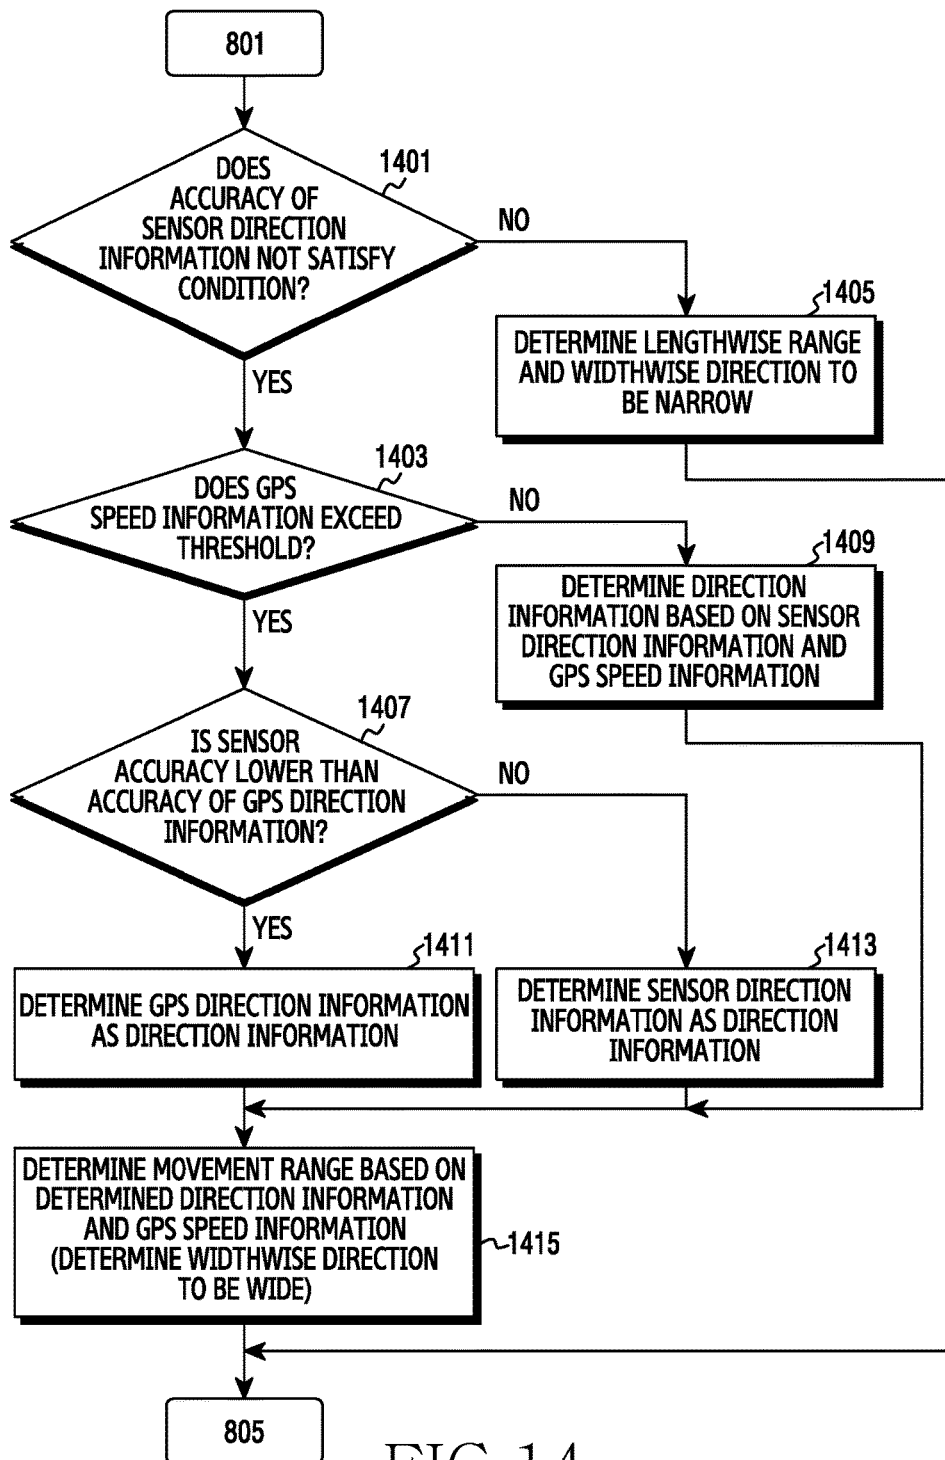 801
DOES
ACCURACY OF
SENSOR DIRECTION
INFORMATION NOT SATISFY
CONDITION?
1401
NO
YES
1405
DETERMINE LENGTHWISE RANGE
AND WIDTHWISE DIRECTION TO
BE NARROW
1403
DOES GPS
SPEED INFORMATION EXCEED
THRESHOLD?
NO
YES
1409
DETERMINE DIRECTION
INFORMATION BASED ON SENSOR
DIRECTION INFORMATION AND
GPS SPEED INFORMATION
1407
IS SENSOR
ACCURACY LOWER THAN
ACCURACY OF GPS DIRECTION
INFORMATION?
NO
YES
1411
DETERMINE GPS DIRECTION INFORMATION
AS DIRECTION INFORMATION
1413
DETERMINE SENSOR DIRECTION
INFORMATION AS DIRECTION
INFORMATION
DETERMINE MOVEMENT RANGE BASED ON
DETERMINED DIRECTION INFORMATION
AND GPS SPEED INFORMATION
(DETERMINE WIDTHWISE DIRECTION
TO BE WIDE)
1415
805
FIG. 14